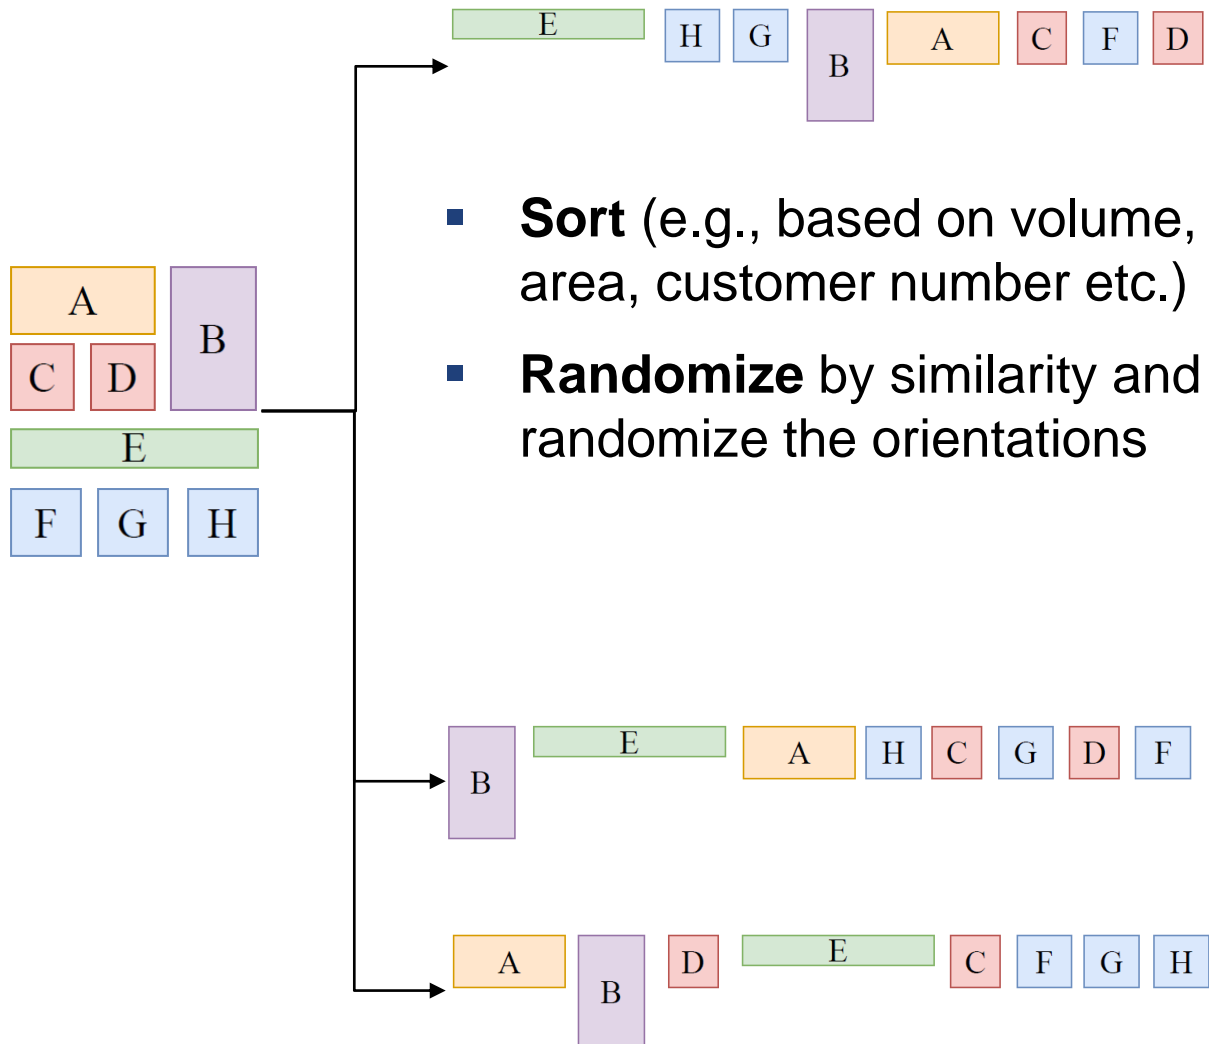 E H G B A C F D
Sort (e.g., based on volume,
area, customer number etc.)
Randomize by similarity and
randomize the orientations
A B
C D
E
F G H
B E A H C G D F
A B D E C F G H